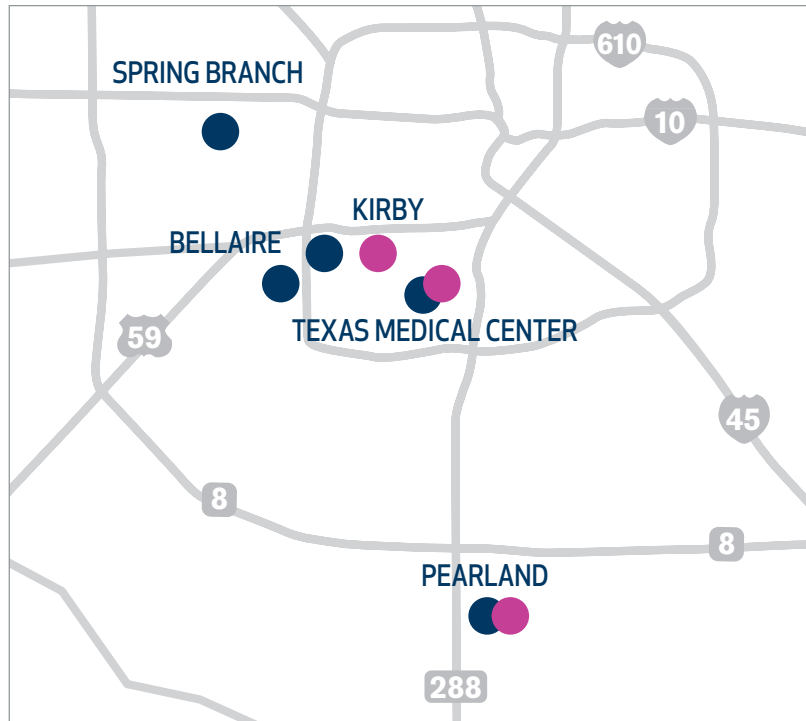 610
SPRING BRANCH
10
KIRBY
BELLAIRE
TEXAS MEDICAL CENTER
59
45
8
8
PEARLAND
288